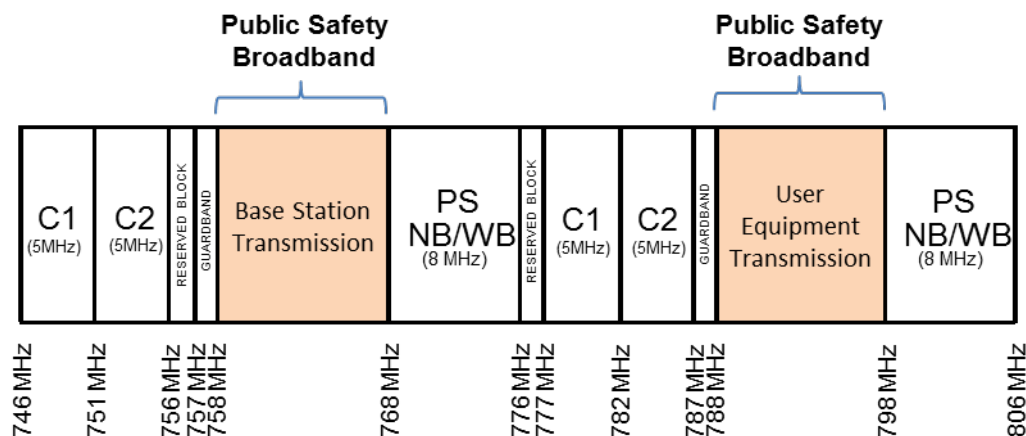 Public Safety
Broadband
Public Safety
Broadband
C1
(5MHz)
C2
(5MHz)
RESERVED BLOCK
GUARDBAND
Base Station
Transmission
PS
NB/WB
(8 MHz)
RESERVED BLOCK
C1
(5MHz)
C2
(5MHz)
GUARDBAND
User
Equipment
Transmission
PS
NB/WB
(8 MHz)
746 MHz
751 MHz
756 MHz
757 MHz
758 MHz
768 MHz
776 MHz
777 MHz
782 MHz
787 MHz
788 MHz
798 MHz
806 MHz